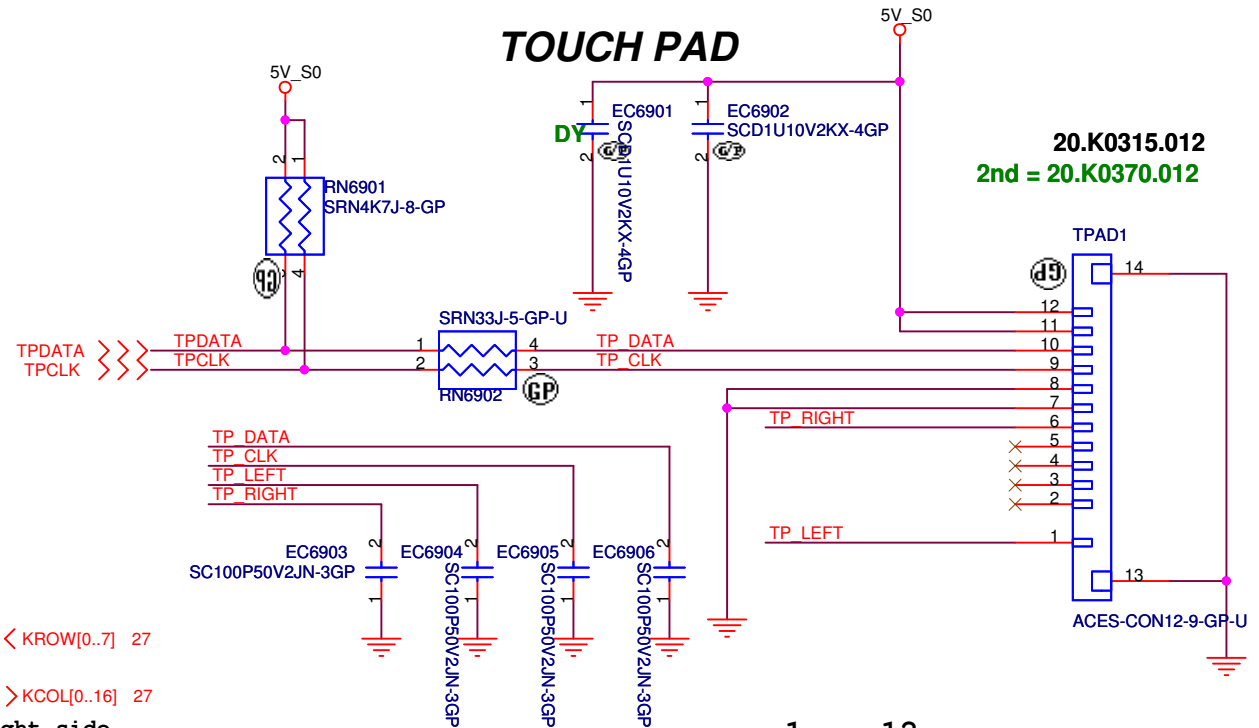 TOUCH PAD
5V_S0
5V_S0
1
EC6901
SCD1U10V2KX-4GP
DY
2
G/P
1
EC6902
SCD1U10V2KX-4GP
2
G/P
20.K0315.012
2nd = 20.K0370.012
2
1
RN6901
SRN4K7J-8-GP
GP
4
TPAD1
GP
14
12
11
10
9
8
7
6
5
4
3
2
1
13
ACES-CON12-9-GP-U
SRN33J-5-GP-U
TPDATA
TPCLK
TPDATA
TPCLK
1
2
4
3
TP_DATA
TP_CLK
RN6902
GP
TP_RIGHT
TP_LEFT
TP_DATA
TP_CLK
TP_LEFT
TP_RIGHT
EC6903
SC100P50V2JN-3GP
2
1
EC6904
SC100P50V2JN-3GP
2
1
EC6905
SC100P50V2JN-3GP
2
1
EC6906
SC100P50V2JN-3GP
2
1
KROW[0..7] 27
KCOL[0..16] 27
side